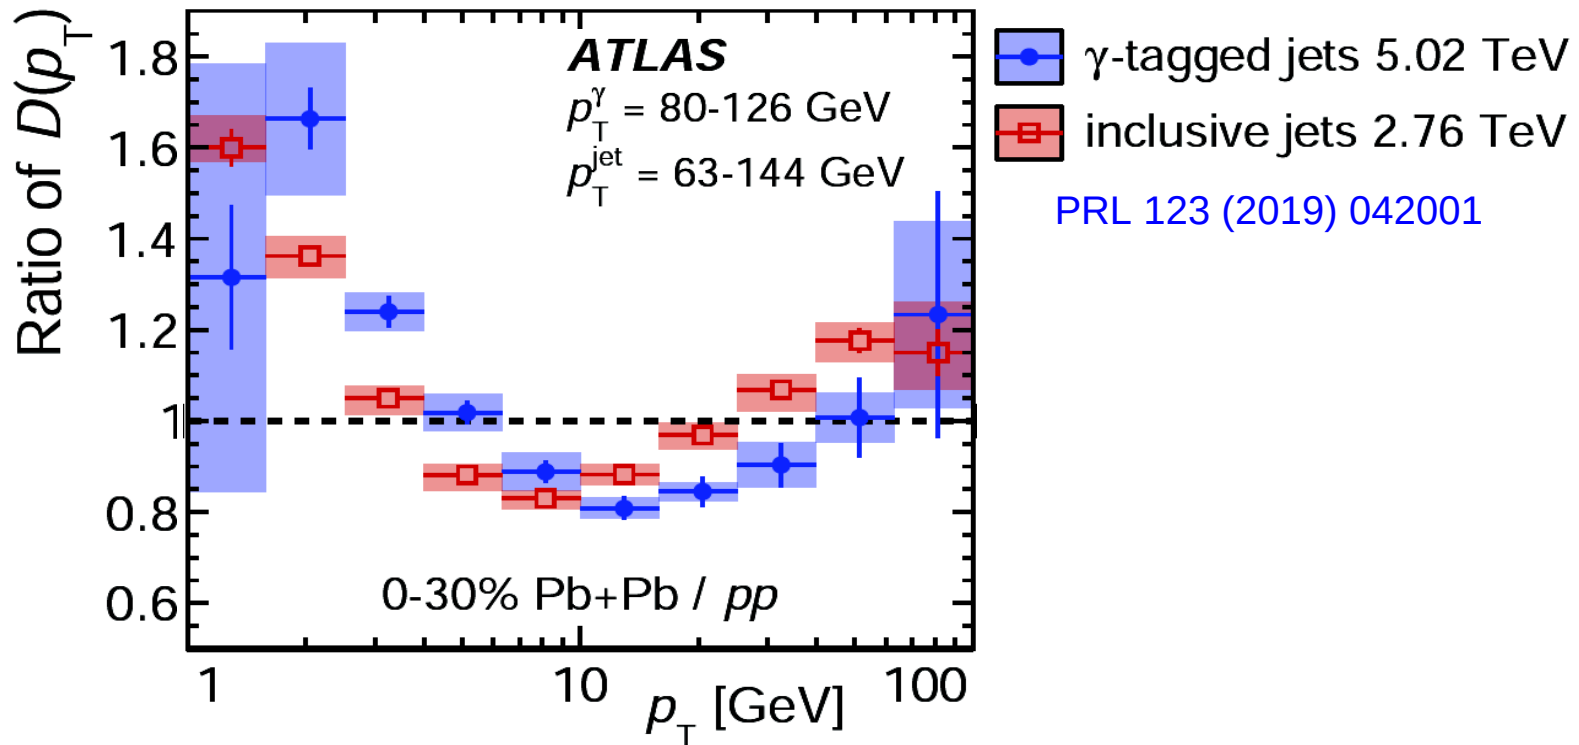 Ratio of D(p_T)
1.8
1.6
1.4
1.2
1
0.8
0.6
ATLAS
p_T^γ = 80-126 GeV
p_T^jet = 63-144 GeV
0-30% Pb+Pb / pp
1
10
100
p_T [GeV]
γ-tagged jets 5.02 TeV
inclusive jets 2.76 TeV
PRL 123 (2019) 042001